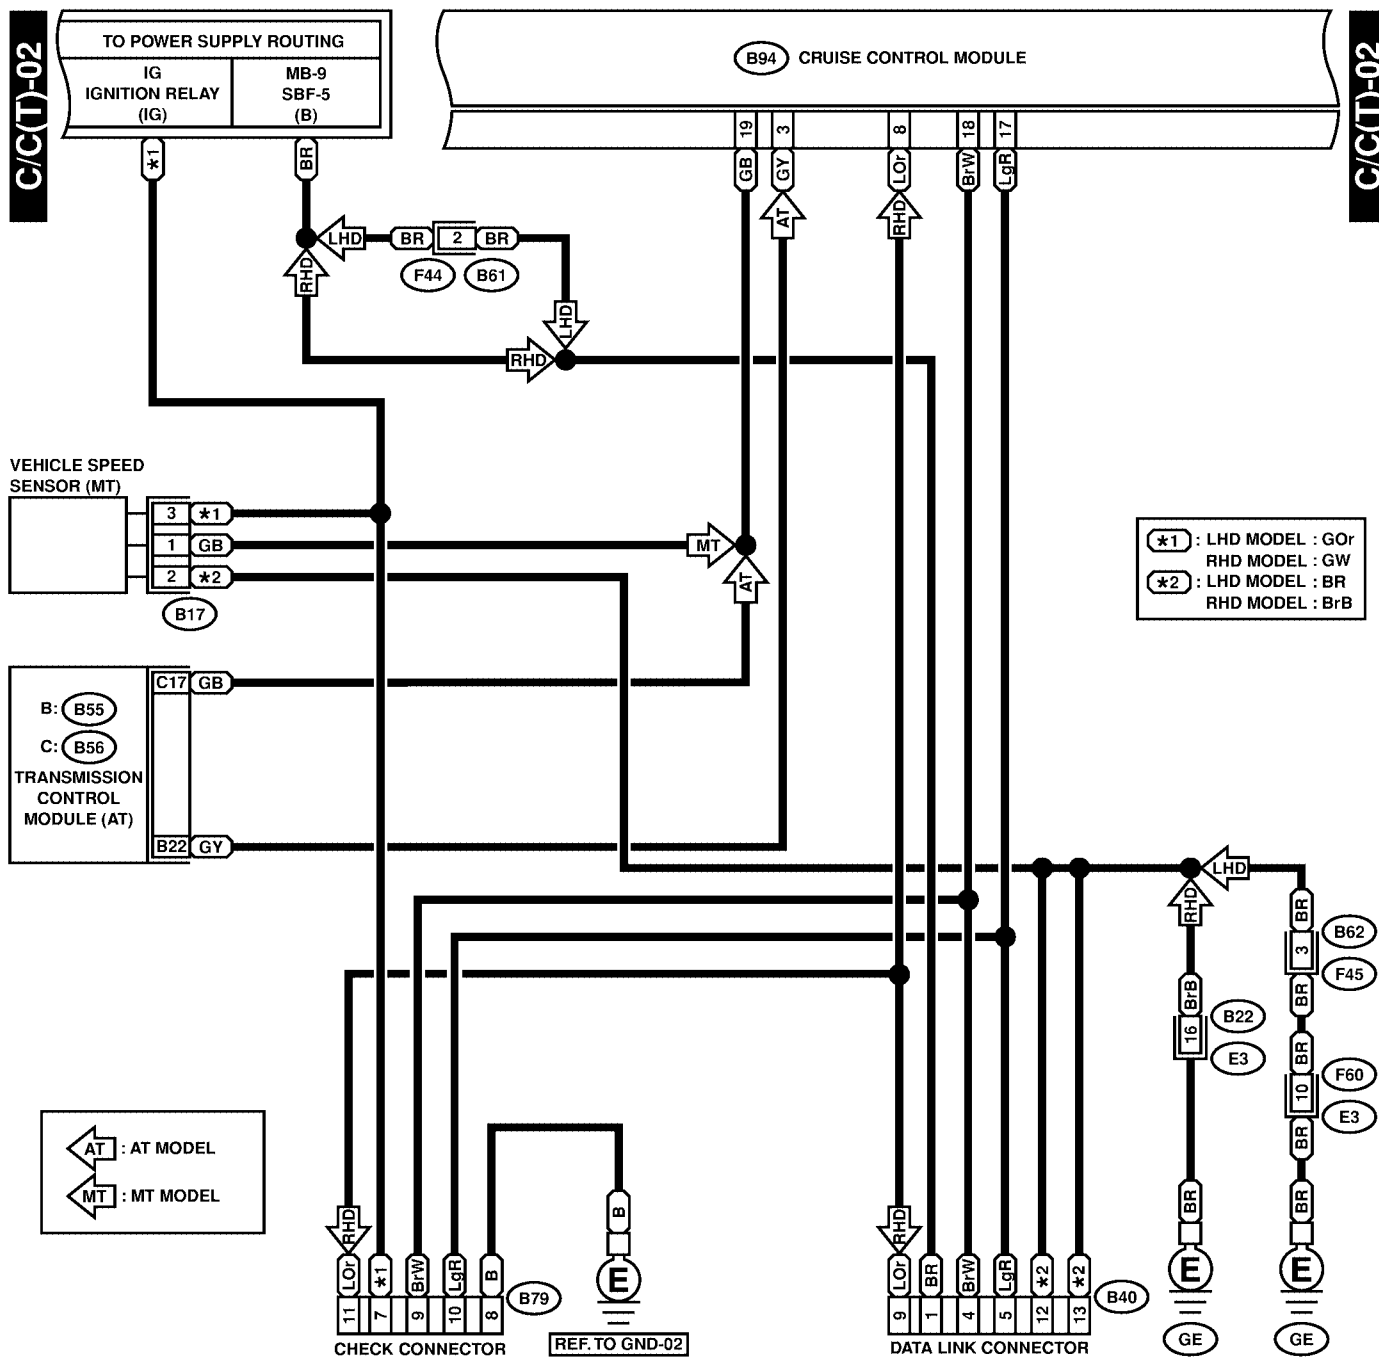 C/C(T)-02
TO POWER SUPPLY ROUTING
IG
IGNITION RELAY
(IG)
MB-9
SBF-5
(B)
B94 CRUISE CONTROL MODULE
C/C(T)-02
19 3 8 18 17
*1 BR GB GY LOr BrW LgR
AT RHD
LHD BR 2 BR
F44 B61
RHD
LHD
RHD
VEHICLE SPEED
SENSOR (MT)
3 *1
1 GB MT
2 *2 AT
B17
*1 : LHD MODEL : GOr
RHD MODEL : GW
*2 : LHD MODEL : BR
RHD MODEL : BrB
C17 GB
B: B55
C: B56
TRANSMISSION
CONTROL
MODULE (AT)
B22 GY
LHD
RHD BR
B62
3
F45
BrB BR
B22
16
E3
BR
F60
10
E3
BR
AT : AT MODEL
MT : MT MODEL
B
BR BR
RHD RHD
E E E
LOr *1 BrW LgR B
B79
11 7 9 10 8
CHECK CONNECTOR
REF. TO GND-02
LOr BR BrW LgR *2 *2
B40
9 1 4 5 12 13
DATA LINK CONNECTOR
GE GE